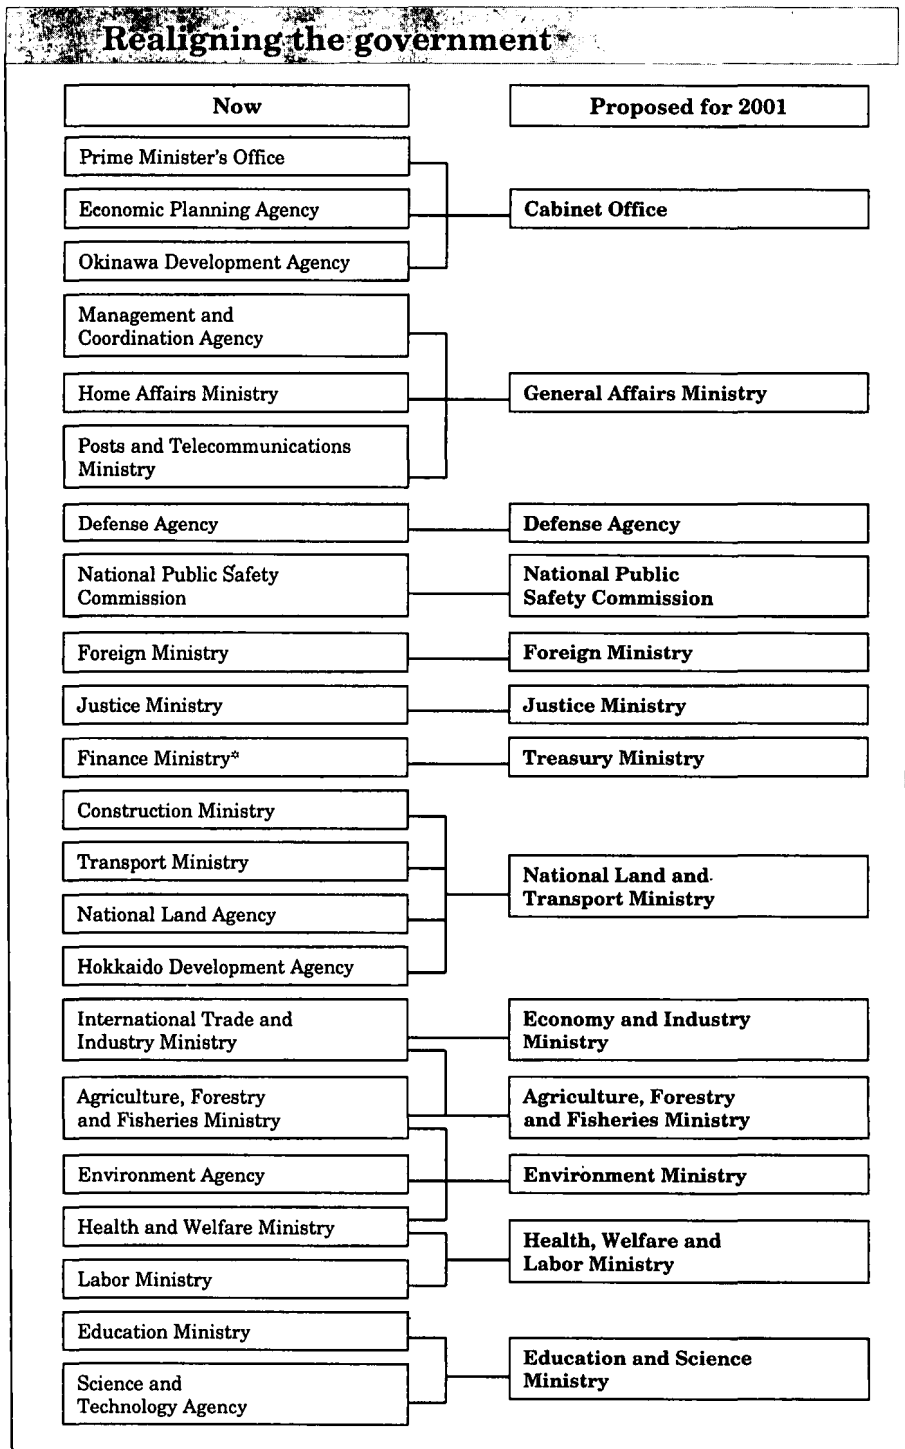 Realigning the government
Now
Proposed for 2001
Prime Minister's Office
Economic Planning Agency
Cabinet Office
Okinawa Development Agency
Management and
Coordination Agency
Home Affairs Ministry
General Affairs Ministry
Posts and Telecommunications
Ministry
Defense Agency
Defense Agency
National Public Safety
Commission
National Public
Safety Commission
Foreign Ministry
Foreign Ministry
Justice Ministry
Justice Ministry
Finance Ministry*
Treasury Ministry
Construction Ministry
Transport Ministry
National Land Agency
Hokkaido Development Agency
National Land and
Transport Ministry
International Trade and
Industry Ministry
Economy and Industry
Ministry
Agriculture, Forestry
and Fisheries Ministry
Agriculture, Forestry
and Fisheries Ministry
Environment Agency
Environment Ministry
Health and Welfare Ministry
Labor Ministry
Health, Welfare and
Labor Ministry
Education Ministry
Science and
Technology Agency
Education and Science
Ministry